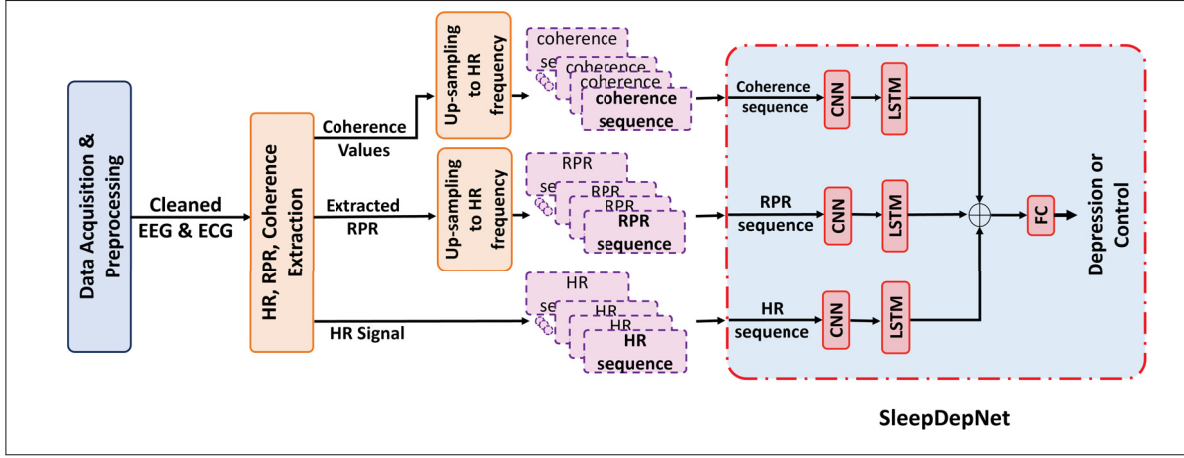 Data Acquisition &
Preprocessing
Cleaned
EEG & ECG
HR, RPR, Coherence
Extraction
Coherence
Values
Extracted
RPR
HR Signal
Up-sampling
to HR
frequency
Up-sampling
to HR
frequency
coherence
se
coherence
coherence
coherence
sequence
RPR
se
RPR
RPR
RPR
sequence
HR
se
HR
HR
HR
sequence
Coherence
sequence
CNN
LSTM
RPR
sequence
CNN
LSTM
HR
sequence
CNN
LSTM
FC
Depression or
Control
SleepDepNet